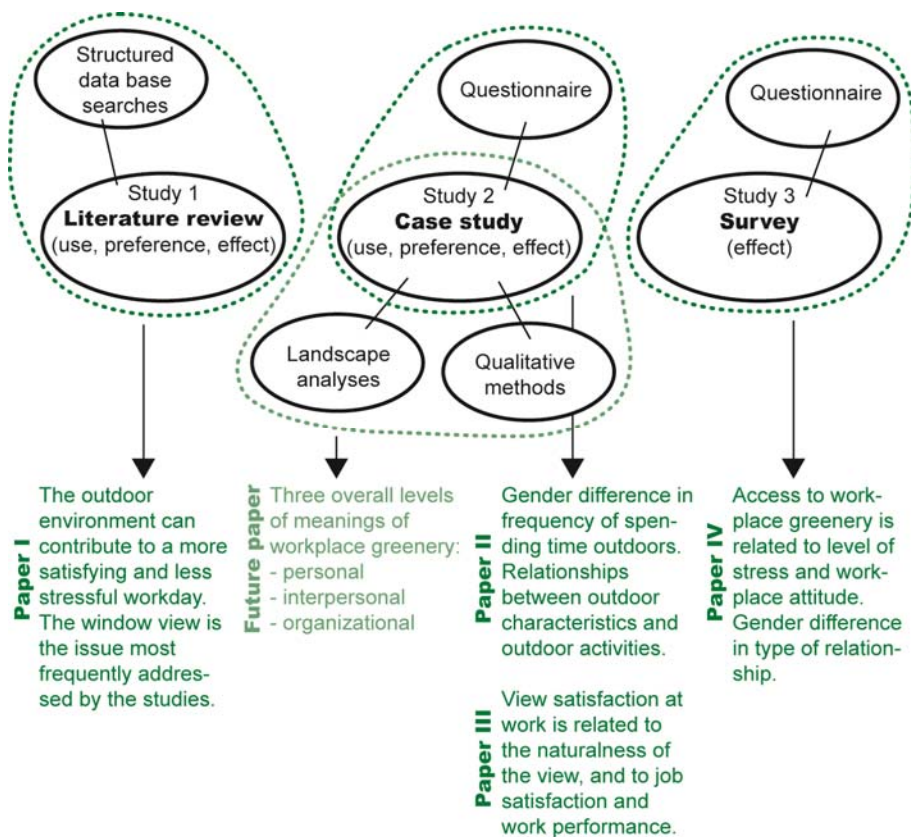 Structured
data base
searches
Study 1
Literature review
(use, preference, effect)
Questionnaire
Study 2
Case study
(use, preference, effect)
Landscape
analyses
Qualitative
methods
Questionnaire
Study 3
Survey
(effect)
Paper I
The outdoor
environment can
contribute to a more
satisfying and less
stressful workday.
The window view is
the issue most
frequently addres-
sed by the studies.
Future paper
Three overall levels
of meanings of
workplace greenery:
- personal
- interpersonal
- organizational
Paper II
Gender difference in
frequency of spen-
ding time outdoors.
Relationships
between outdoor
characteristics and
outdoor activities.
Paper III
View satisfaction at
work is related to
the naturalness of
the view, and to job
satisfaction and
work performance.
Paper IV
Access to work-
place greenery is
related to level of
stress and work-
place attitude.
Gender difference
in type of relation-
ship.